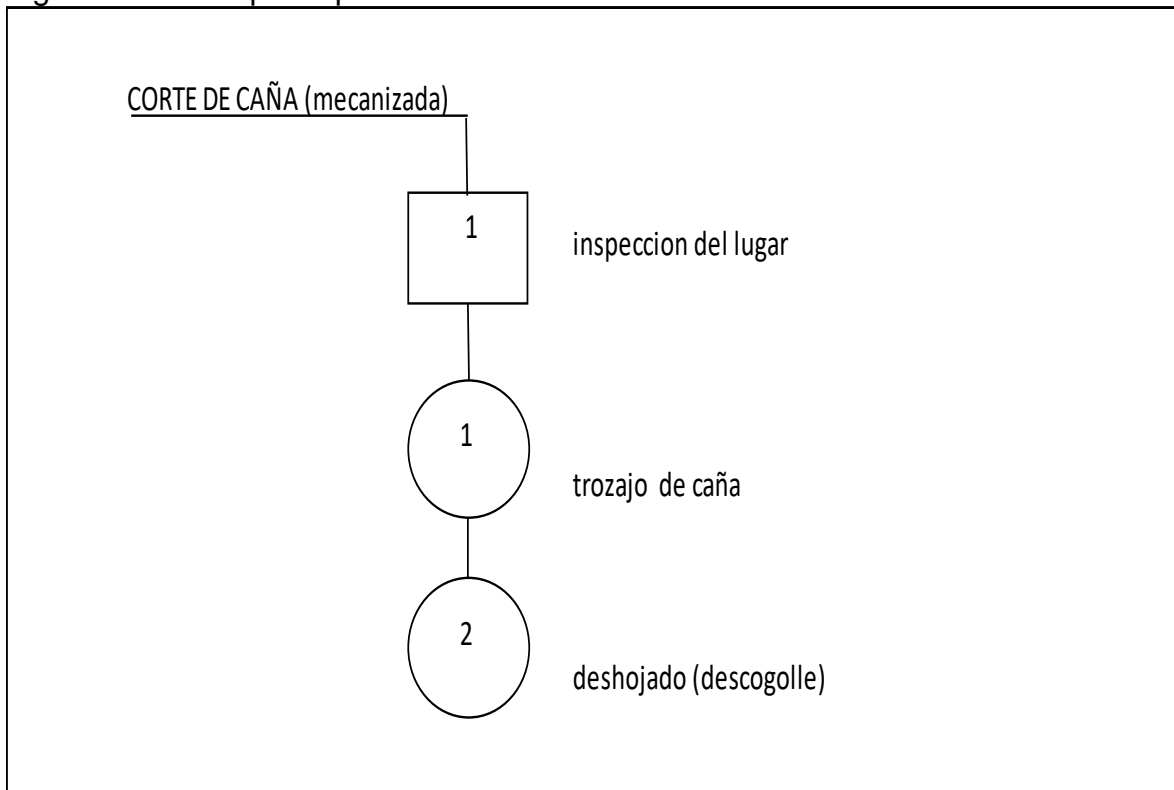 CORTE DE CAÑA (mecanizada)
1
inspeccion del lugar
1
trozajo de caña
2
deshojado (descogolle)